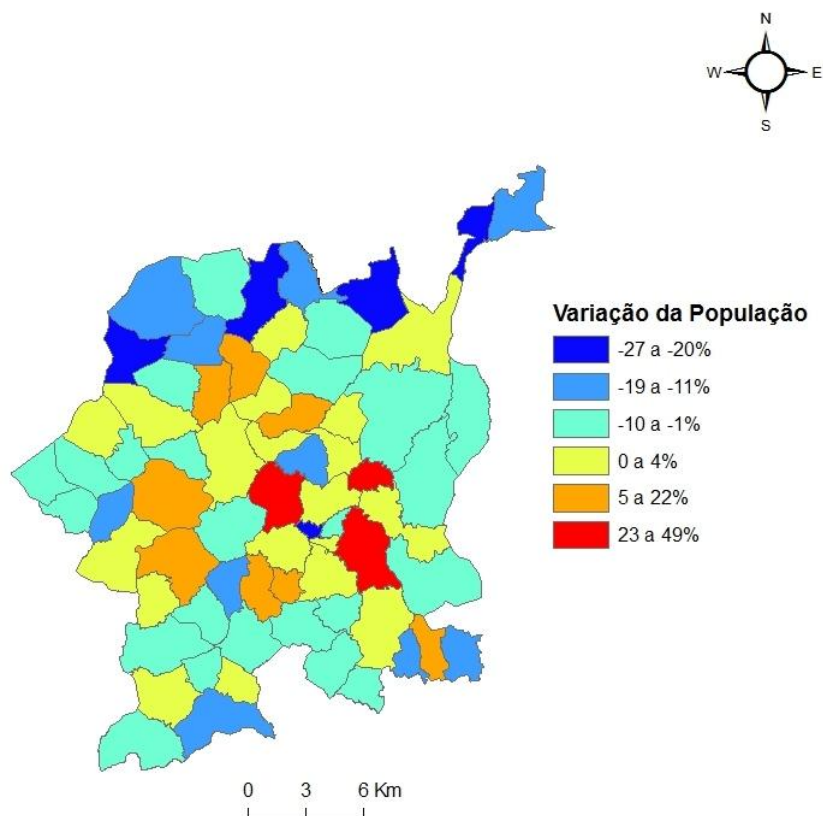 N
W E
S
Variação da População
-27 a -20%
-19 a -11%
-10 a -1%
0 a 4%
5 a 22%
23 a 49%
0 3 6 Km